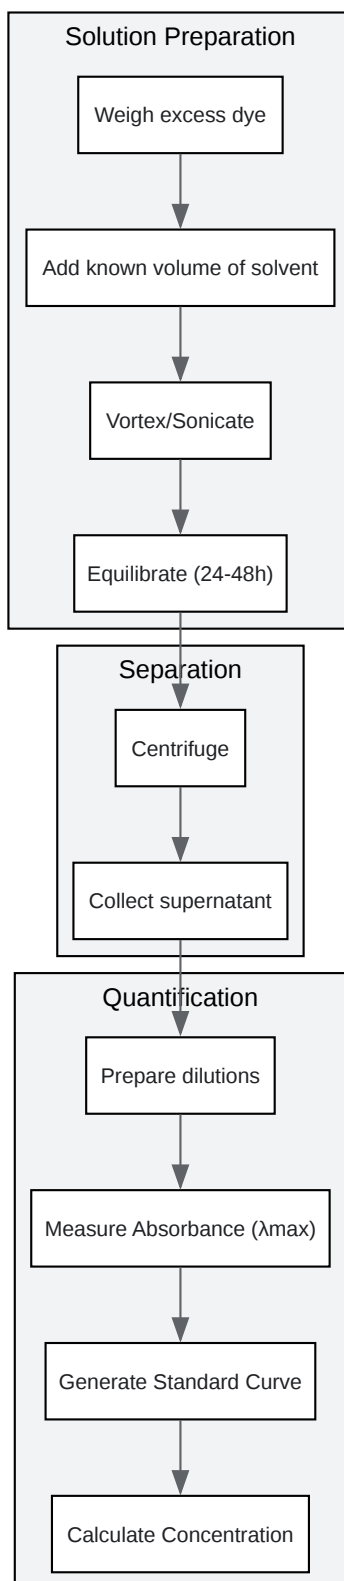 Solution Preparation
Weigh excess dye
Add known volume of solvent
Vortex/Sonicate
Equilibrate (24-48h)
Separation
Centrifuge
Collect supernatant
Quantification
Prepare dilutions
Measure Absorbance (λmax)
Generate Standard Curve
Calculate Concentration